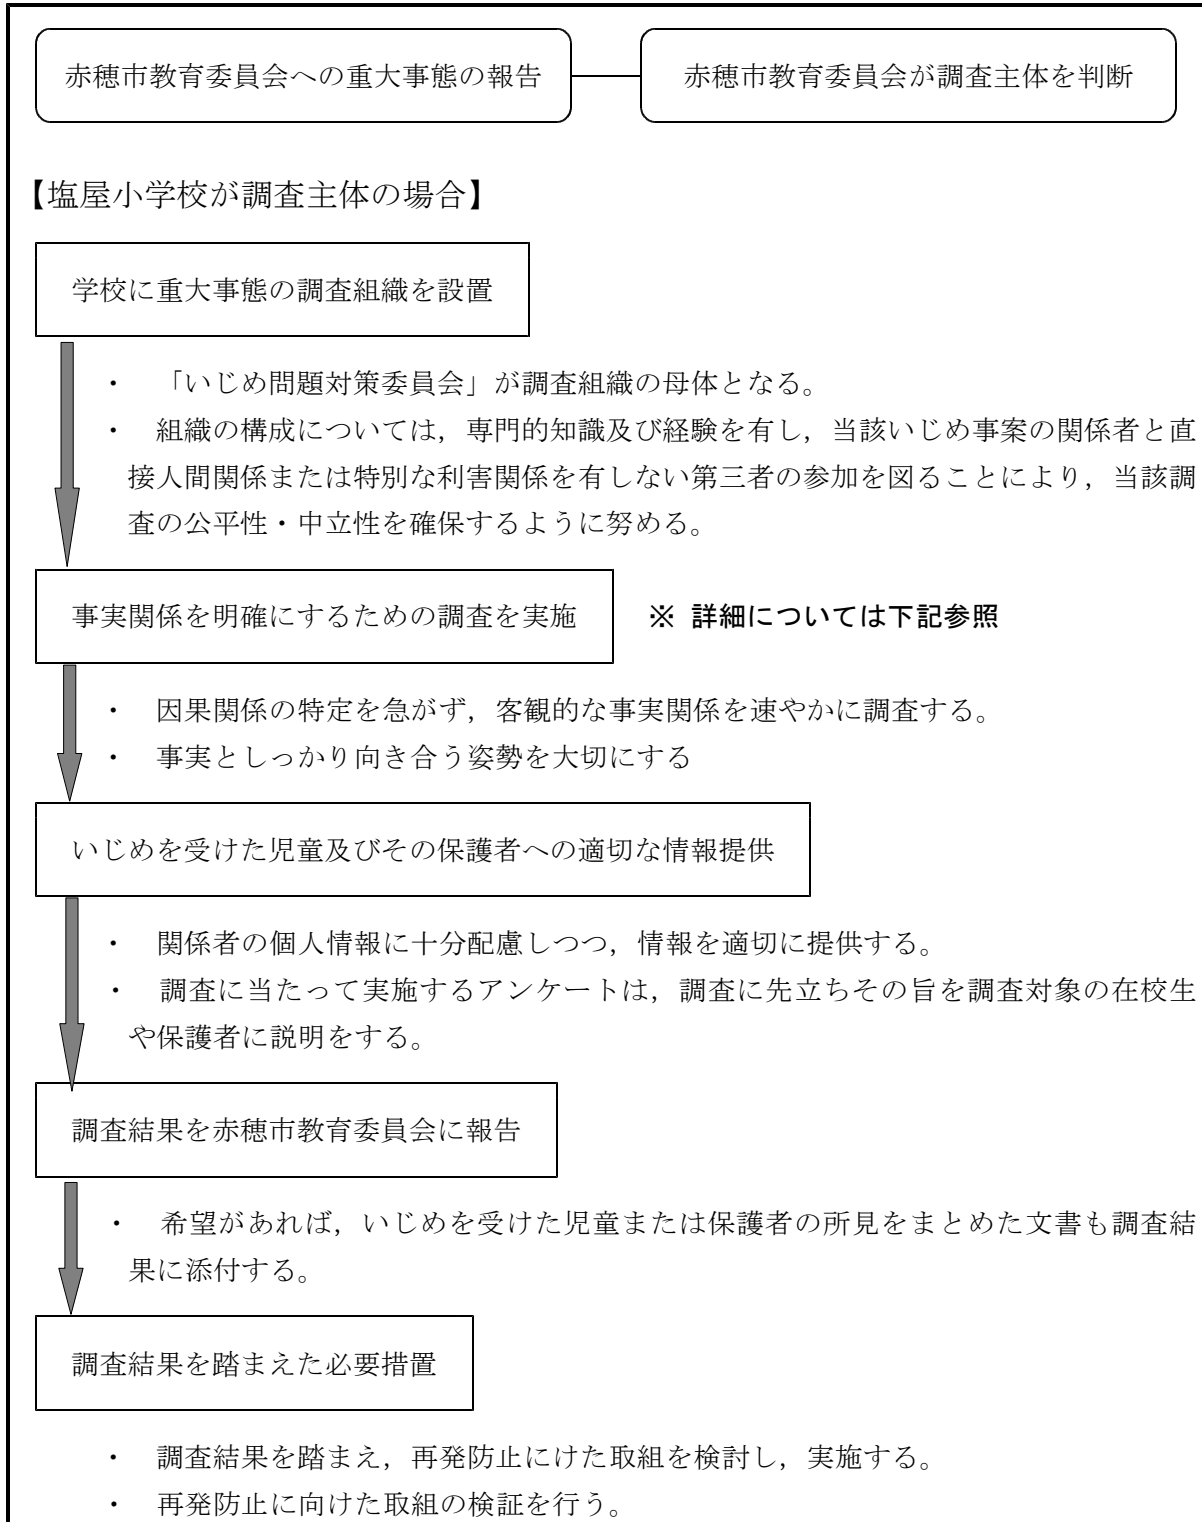 赤穂市教育委員会への重大事態の報告
赤穂市教育委員会が調査主体を判断
【塩屋小学校が調査主体の場合】
学校に重大事態の調査組織を設置
・ 「いじめ問題対策委員会」が調査組織の母体となる。
・ 組織の構成については，専門的知識及び経験を有し，当該いじめ事案の関係者と直
接人間関係または特別な利害関係を有しない第三者の参加を図ることにより，当該調
査の公平性・中立性を確保するように努める。
事実関係を明確にするための調査を実施
※ 詳細については下記参照
・ 因果関係の特定を急がず，客観的な事実関係を速やかに調査する。
・ 事実としっかり向き合う姿勢を大切にする
いじめを受けた児童及びその保護者への適切な情報提供
・ 関係者の個人情報に十分配慮しつつ，情報を適切に提供する。
・ 調査に当たって実施するアンケートは，調査に先立ちその旨を調査対象の在校生
や保護者に説明をする。
調査結果を赤穂市教育委員会に報告
・ 希望があれば，いじめを受けた児童または保護者の所見をまとめた文書も調査結
果に添付する。
調査結果を踏まえた必要措置
・ 調査結果を踏まえ，再発防止にけた取組を検討し，実施する。
・ 再発防止に向けた取組の検証を行う。